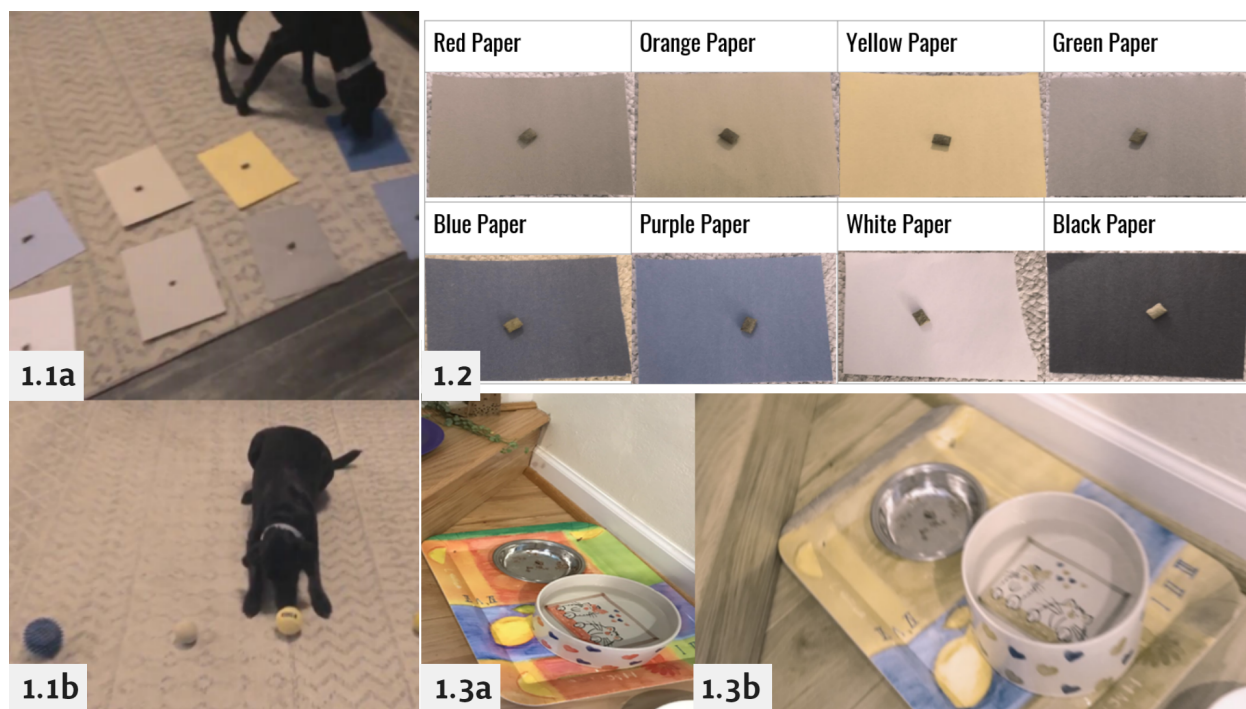 Red Paper
Orange Paper
Yellow Paper
Green Paper
Blue Paper
Purple Paper
White Paper
Black Paper
1.1a
1.2
1.1b
1.3a
1.3b